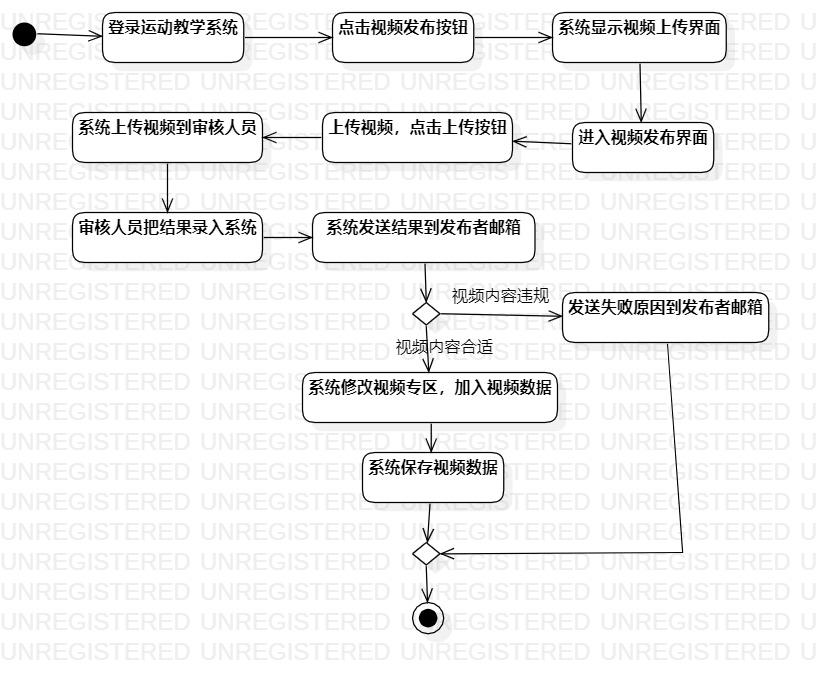 登录运动教学系统
点击视频发布按钮
系统显示视频上传界面
进入视频发布界面
上传视频，点击上传按钮
系统上传视频到审核人员
审核人员把结果录入系统
系统发送结果到发布者邮箱
视频内容违规
发送失败原因到发布者邮箱
视频内容合适
系统修改视频专区，加入视频数据
系统保存视频数据
UNREGISTERED